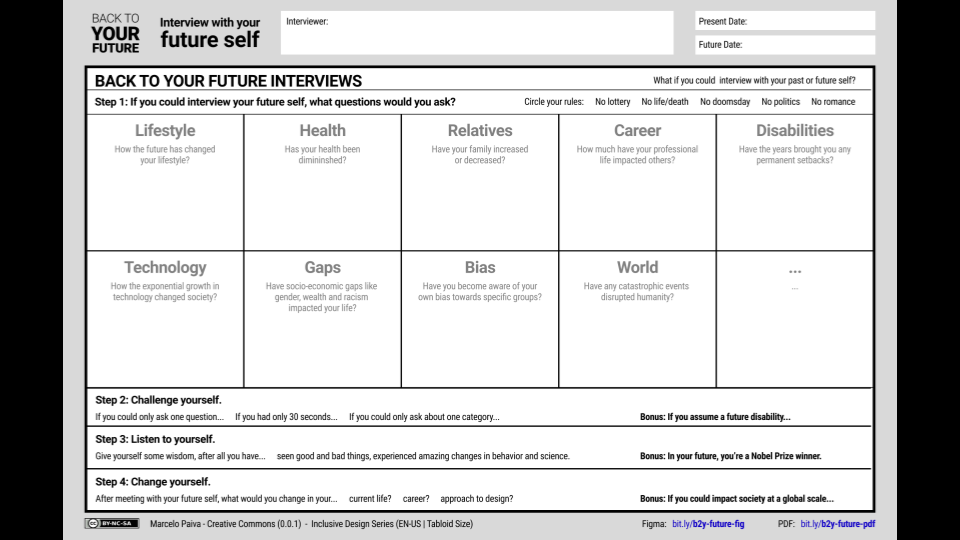 BACK TO
YOUR
FUTURE
Interview with your
future self
Interviewer:
Present Date:
Future Date:
BACK TO YOUR FUTURE INTERVIEWS
What if you could interview with your past or future self?
Step 1: If you could interview your future self, what questions would you ask?
Circle your rules: No lottery No life/death No doomsday No politics No romance
Lifestyle
How the future has changed
your lifestyle?
Health
Has your health been
dimininshed?
Relatives
Have your family increased
or decreased?
Career
How much have your professional
life impacted others?
Disabilities
Have the years brought you any
permanent setbacks?
Technology
How the exponential growth in
technology changed society?
Gaps
Have socio-economic gaps like
gender, wealth and racism
impacted your life?
Bias
Have you become aware of your
own bias towards specific groups?
World
Have any catastrophic events
disrupted humanity?
...
...
Step 2: Challenge yourself.
If you could only ask one question... If you had only 30 seconds... If you could only ask about one category...
Bonus: If you assume a future disability...
Step 3: Listen to yourself.
Give yourself some wisdom, after all you have... seen good and bad things, experienced amazing changes in behavior and science.
Bonus: In your future, you're a Nobel Prize winner.
Step 4: Change yourself.
After meeting with your future self, what would you change in your... current life? career? approach to design?
Bonus: If you could impact society at a global scale...
cc BY-NC-SA
Marcelo Paiva - Creative Commons (0.0.1) - Inclusive Design Series (EN-US | Tabloid Size)
Figma: bit.ly/b2y-future-fig
PDF: bit.ly/b2y-future-pdf